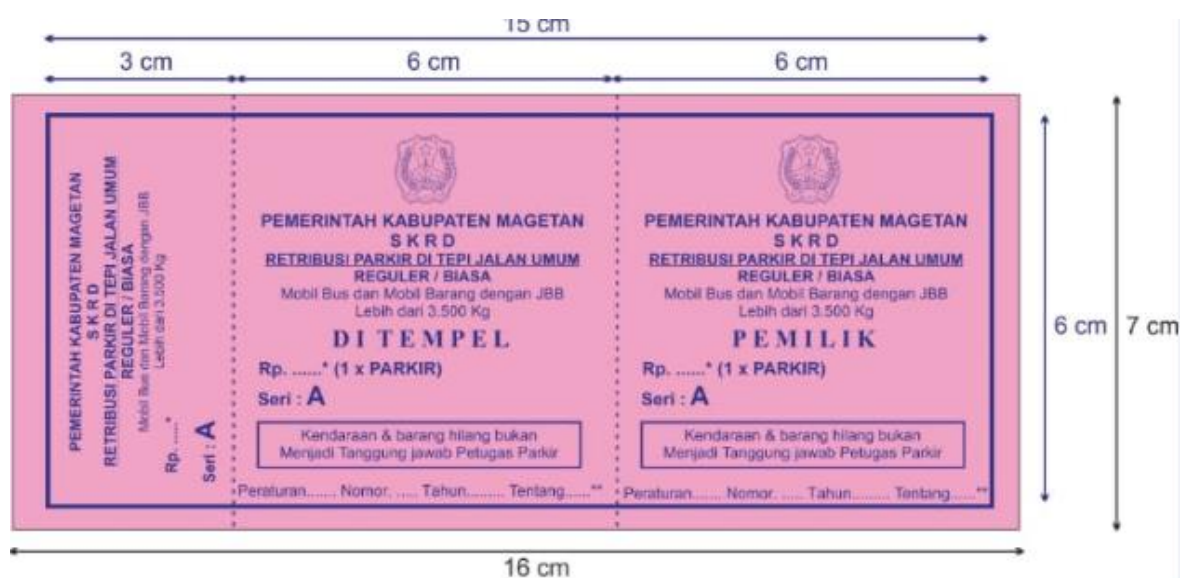 15 cm
3 cm
6 cm
6 cm
PEMERINTAH KABUPATEN MAGETAN
S K R D
RETRIBUSI PARKIR DI TEPI JALAN UMUM
REGULER / BIASA
Mobil Bus dan Mobil Barang dengan JBB
Lebih dari 3.500 Kg
Rp. .....*
Seri : A
PEMERINTAH KABUPATEN MAGETAN
S K R D
RETRIBUSI PARKIR DI TEPI JALAN UMUM
REGULER / BIASA
Mobil Bus dan Mobil Barang dengan JBB
Lebih dari 3.500 Kg
DI TEMPEL
Rp. ......* (1 x PARKIR)
Seri : A
Kendaraan & barang hilang bukan
Menjadi Tanggung jawab Petugas Parkir
Peraturan....... Nomor. ..... Tahun......... Tentang......**
PEMERINTAH KABUPATEN MAGETAN
S K R D
RETRIBUSI PARKIR DI TEPI JALAN UMUM
REGULER / BIASA
Mobil Bus dan Mobil Barang dengan JBB
Lebih dari 3.500 Kg
PEMILIK
Rp. ......* (1 x PARKIR)
Seri : A
Kendaraan & barang hilang bukan
Menjadi Tanggung jawab Petugas Parkir
Peraturan....... Nomor. ..... Tahun......... Tentang......**
6 cm
7 cm
16 cm